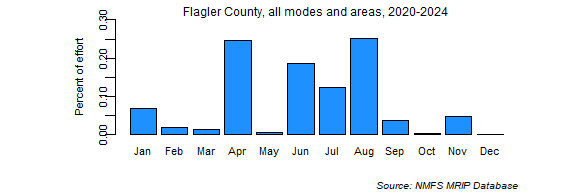 Flagler County, all modes and areas, 2020-2024
Percent of effort
0.30
0.20
0.10
0.00
Jan Feb Mar Apr May Jun Jul Aug Sep Oct Nov Dec
Source: NMFS MRIP Database